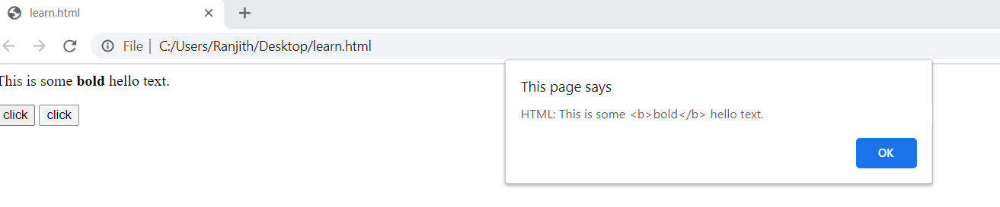 learn.html
File | C:/Users/Ranjith/Desktop/learn.html
This is some bold hello text.
click click
This page says
HTML: This is some <b>bold</b> hello text.
OK